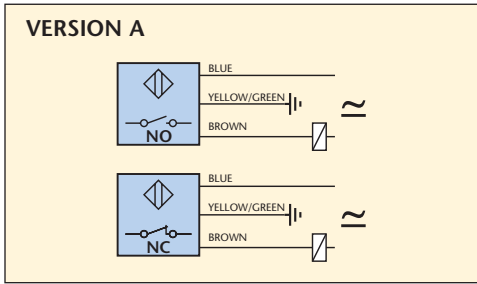 VERSION A
BLUE
YELLOW/GREEN
BROWN
NO
BLUE
YELLOW/GREEN
BROWN
NC